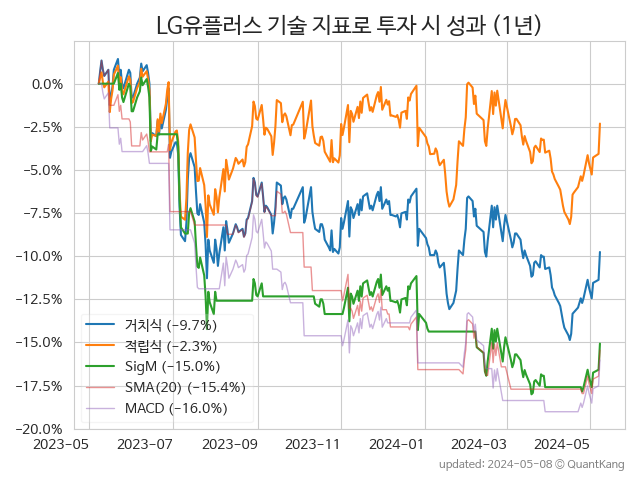 LG유플러스 기술 지표로 투자 시 성과 (1년)
0.0%
−2.5%
−5.0%
−7.5%
−10.0%
−12.5%
−15.0%
−17.5%
−20.0%
거치식 (−9.7%)
적립식 (−2.3%)
SigM (−15.0%)
SMA(20) (−15.4%)
MACD (−16.0%)
2023-05 2023-07 2023-09 2023-11 2024-01 2024-03 2024-05
updated: 2024-05-08 ⓒ QuantKang